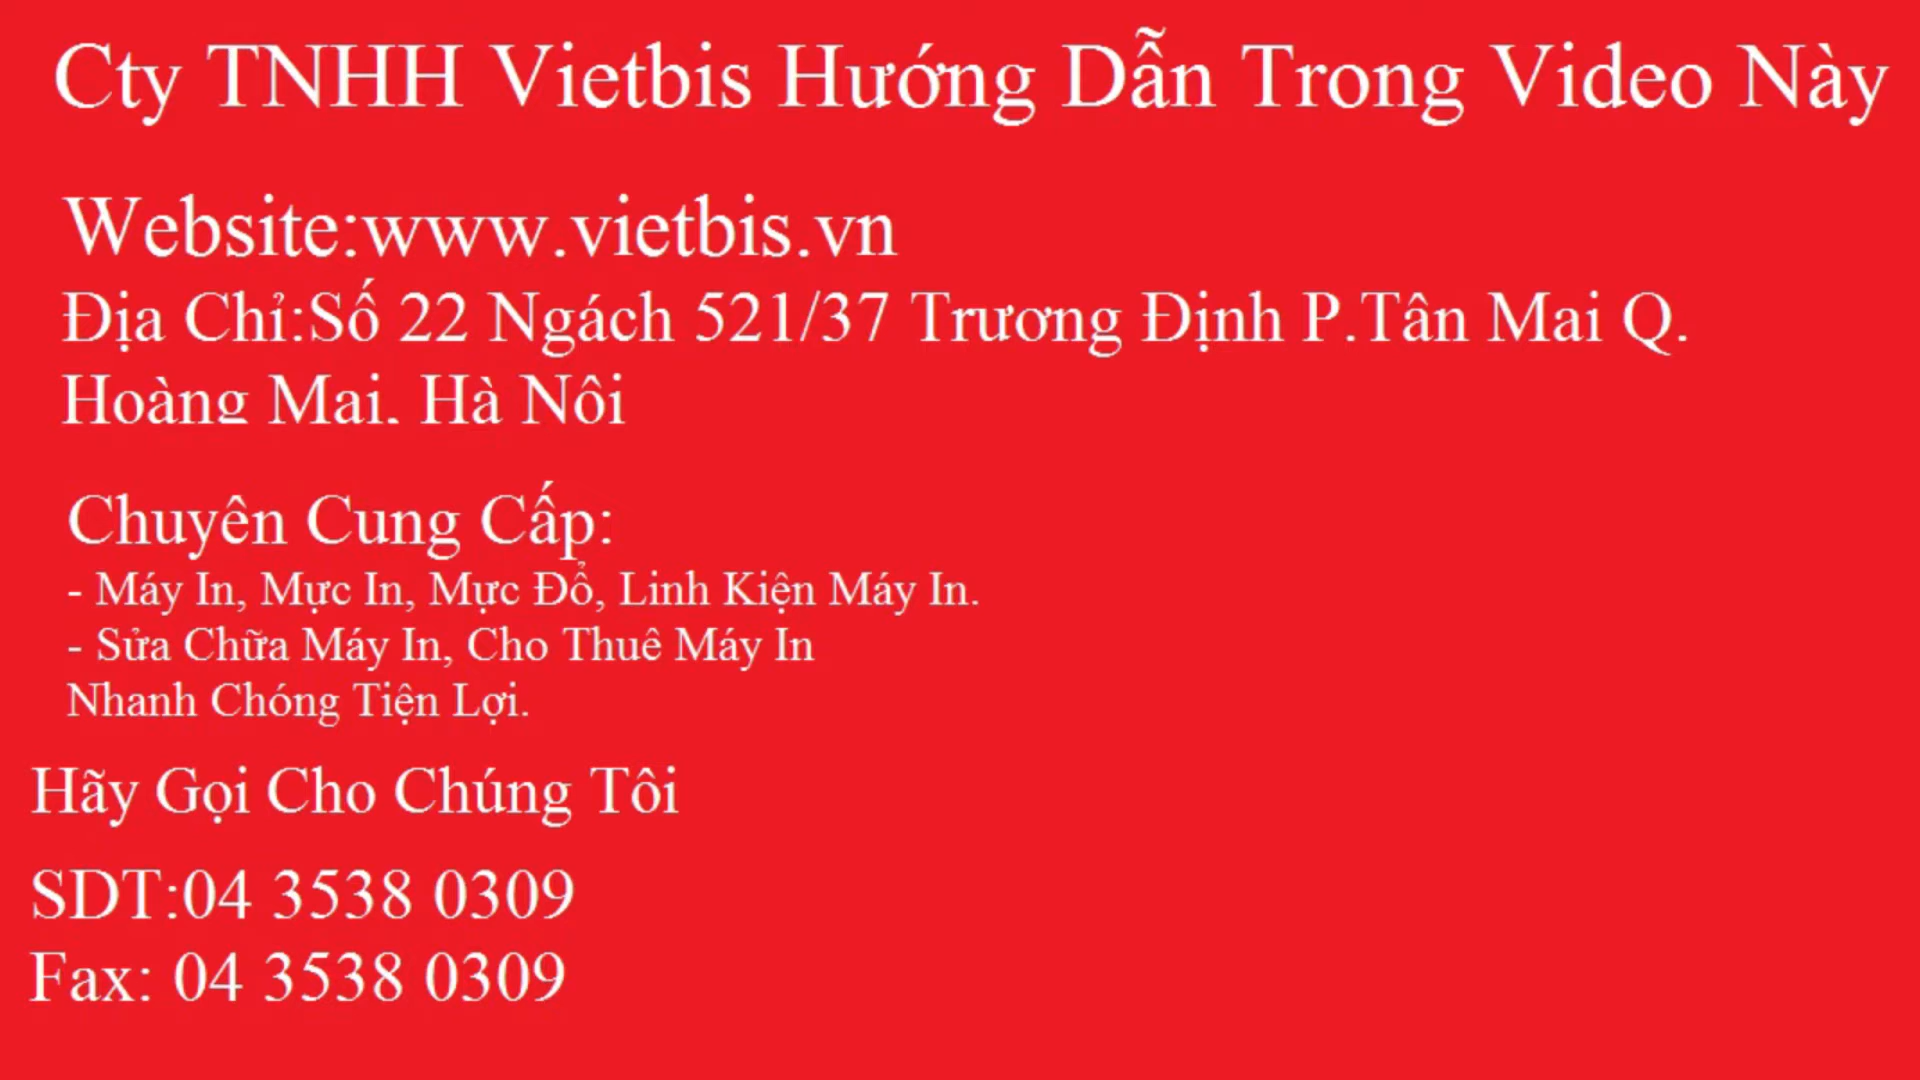 Cty TNHH Vietbis Hướng Dẫn Trong Video Này
Website:www.vietbis.vn
Địa Chỉ:Số 22 Ngách 521/37 Trương Định P.Tân Mai Q.
Hoàng Mai, Hà Nội
Chuyên Cung Cấp:
- Máy In, Mực In, Mực Đổ, Linh Kiện Máy In.
- Sửa Chữa Máy In, Cho Thuê Máy In
Nhanh Chóng Tiện Lợi.
Hãy Gọi Cho Chúng Tôi
SDT:04 3538 0309
Fax: 04 3538 0309